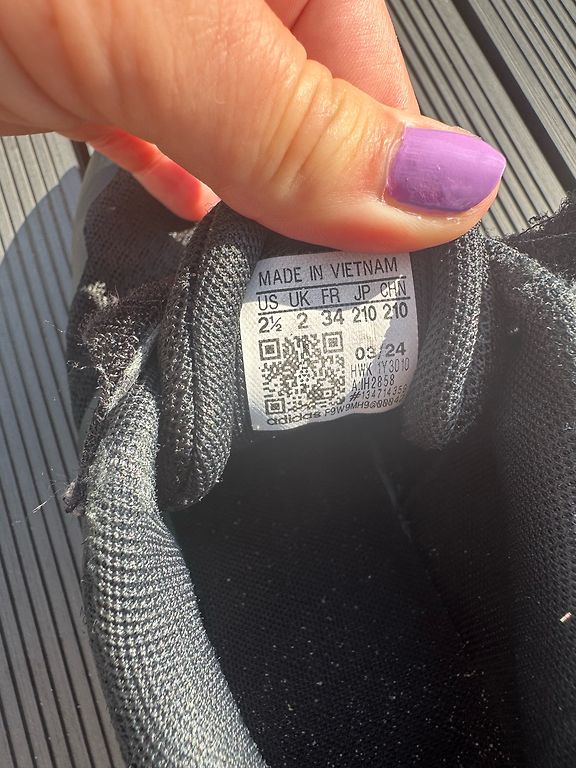 MADE IN VIETNAM
US UK FR JP CHN
2½ 2 34 210 210
03/24
HWK 1Y3010
AJH2858
adidas